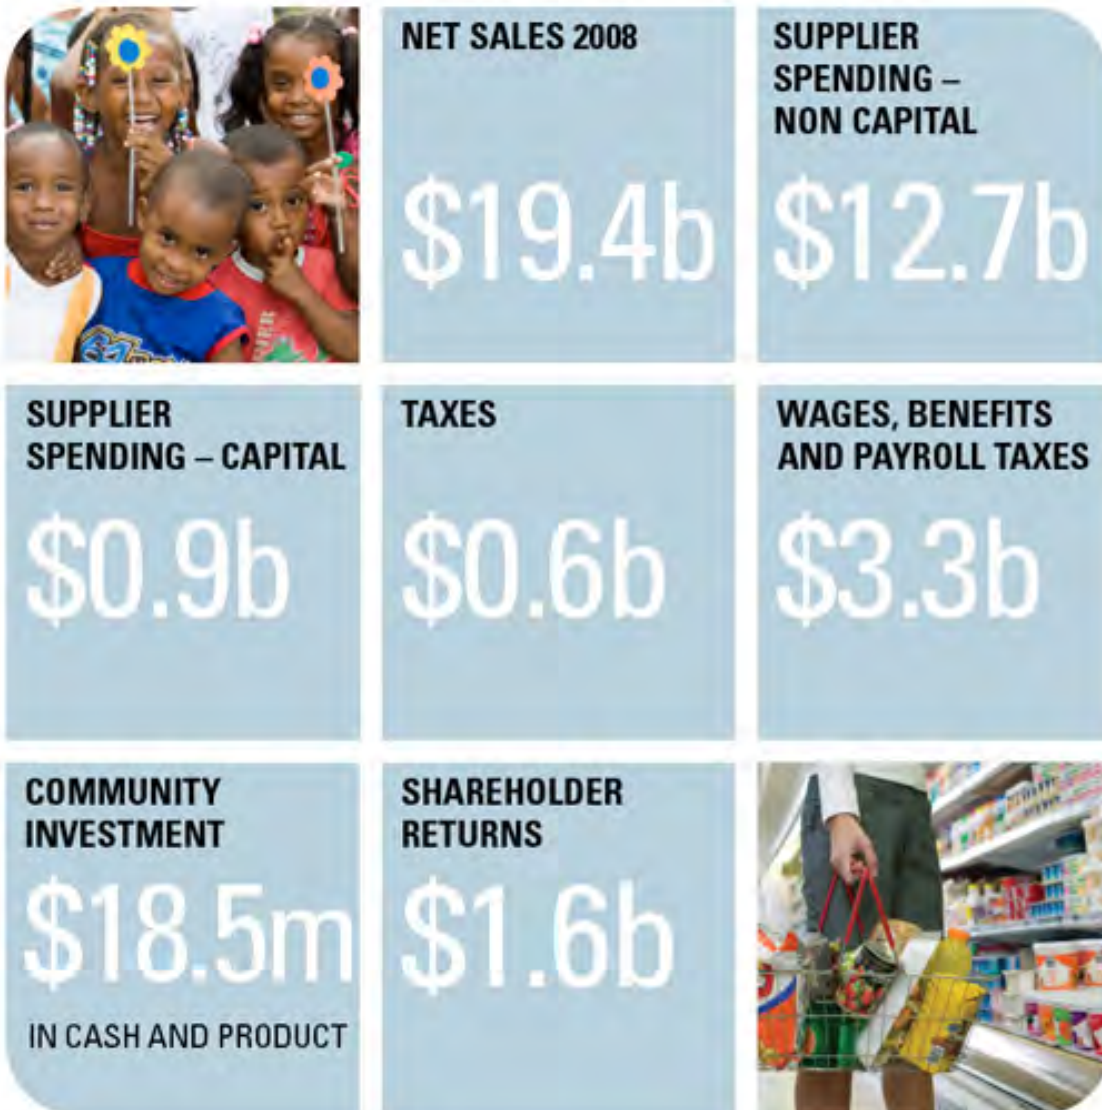 NET SALES 2008
$19.4b
SUPPLIER
SPENDING –
NON CAPITAL
$12.7b
SUPPLIER
SPENDING – CAPITAL
$0.9b
TAXES
$0.6b
WAGES, BENEFITS
AND PAYROLL TAXES
$3.3b
COMMUNITY
INVESTMENT
$18.5m
IN CASH AND PRODUCT
SHAREHOLDER
RETURNS
$1.6b